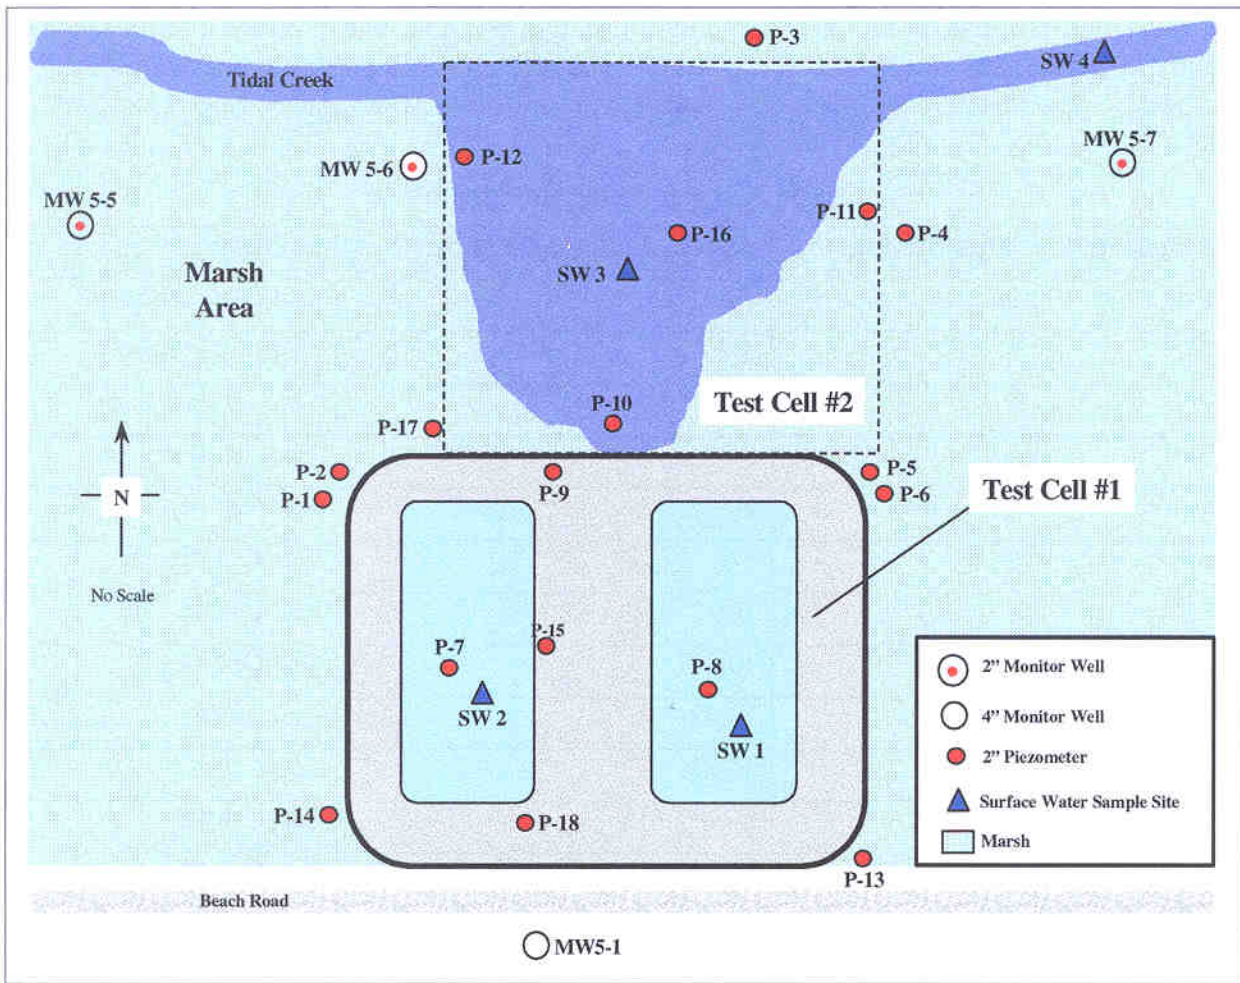 P-3
SW 4
Tidal Creek
MW 5-7
P-12
MW 5-6
MW 5-5
P-11
P-4
P-16
SW 3
Marsh
Area
P-10
Test Cell #2
P-17
P-2
P-1
P-9
P-5
P-6
N
Test Cell #1
No Scale
P-15
P-7
P-8
SW 2
SW 1
2” Monitor Well
4” Monitor Well
2” Piezometer
Surface Water Sample Site
Marsh
P-14
P-18
P-13
Beach Road
MW5-1